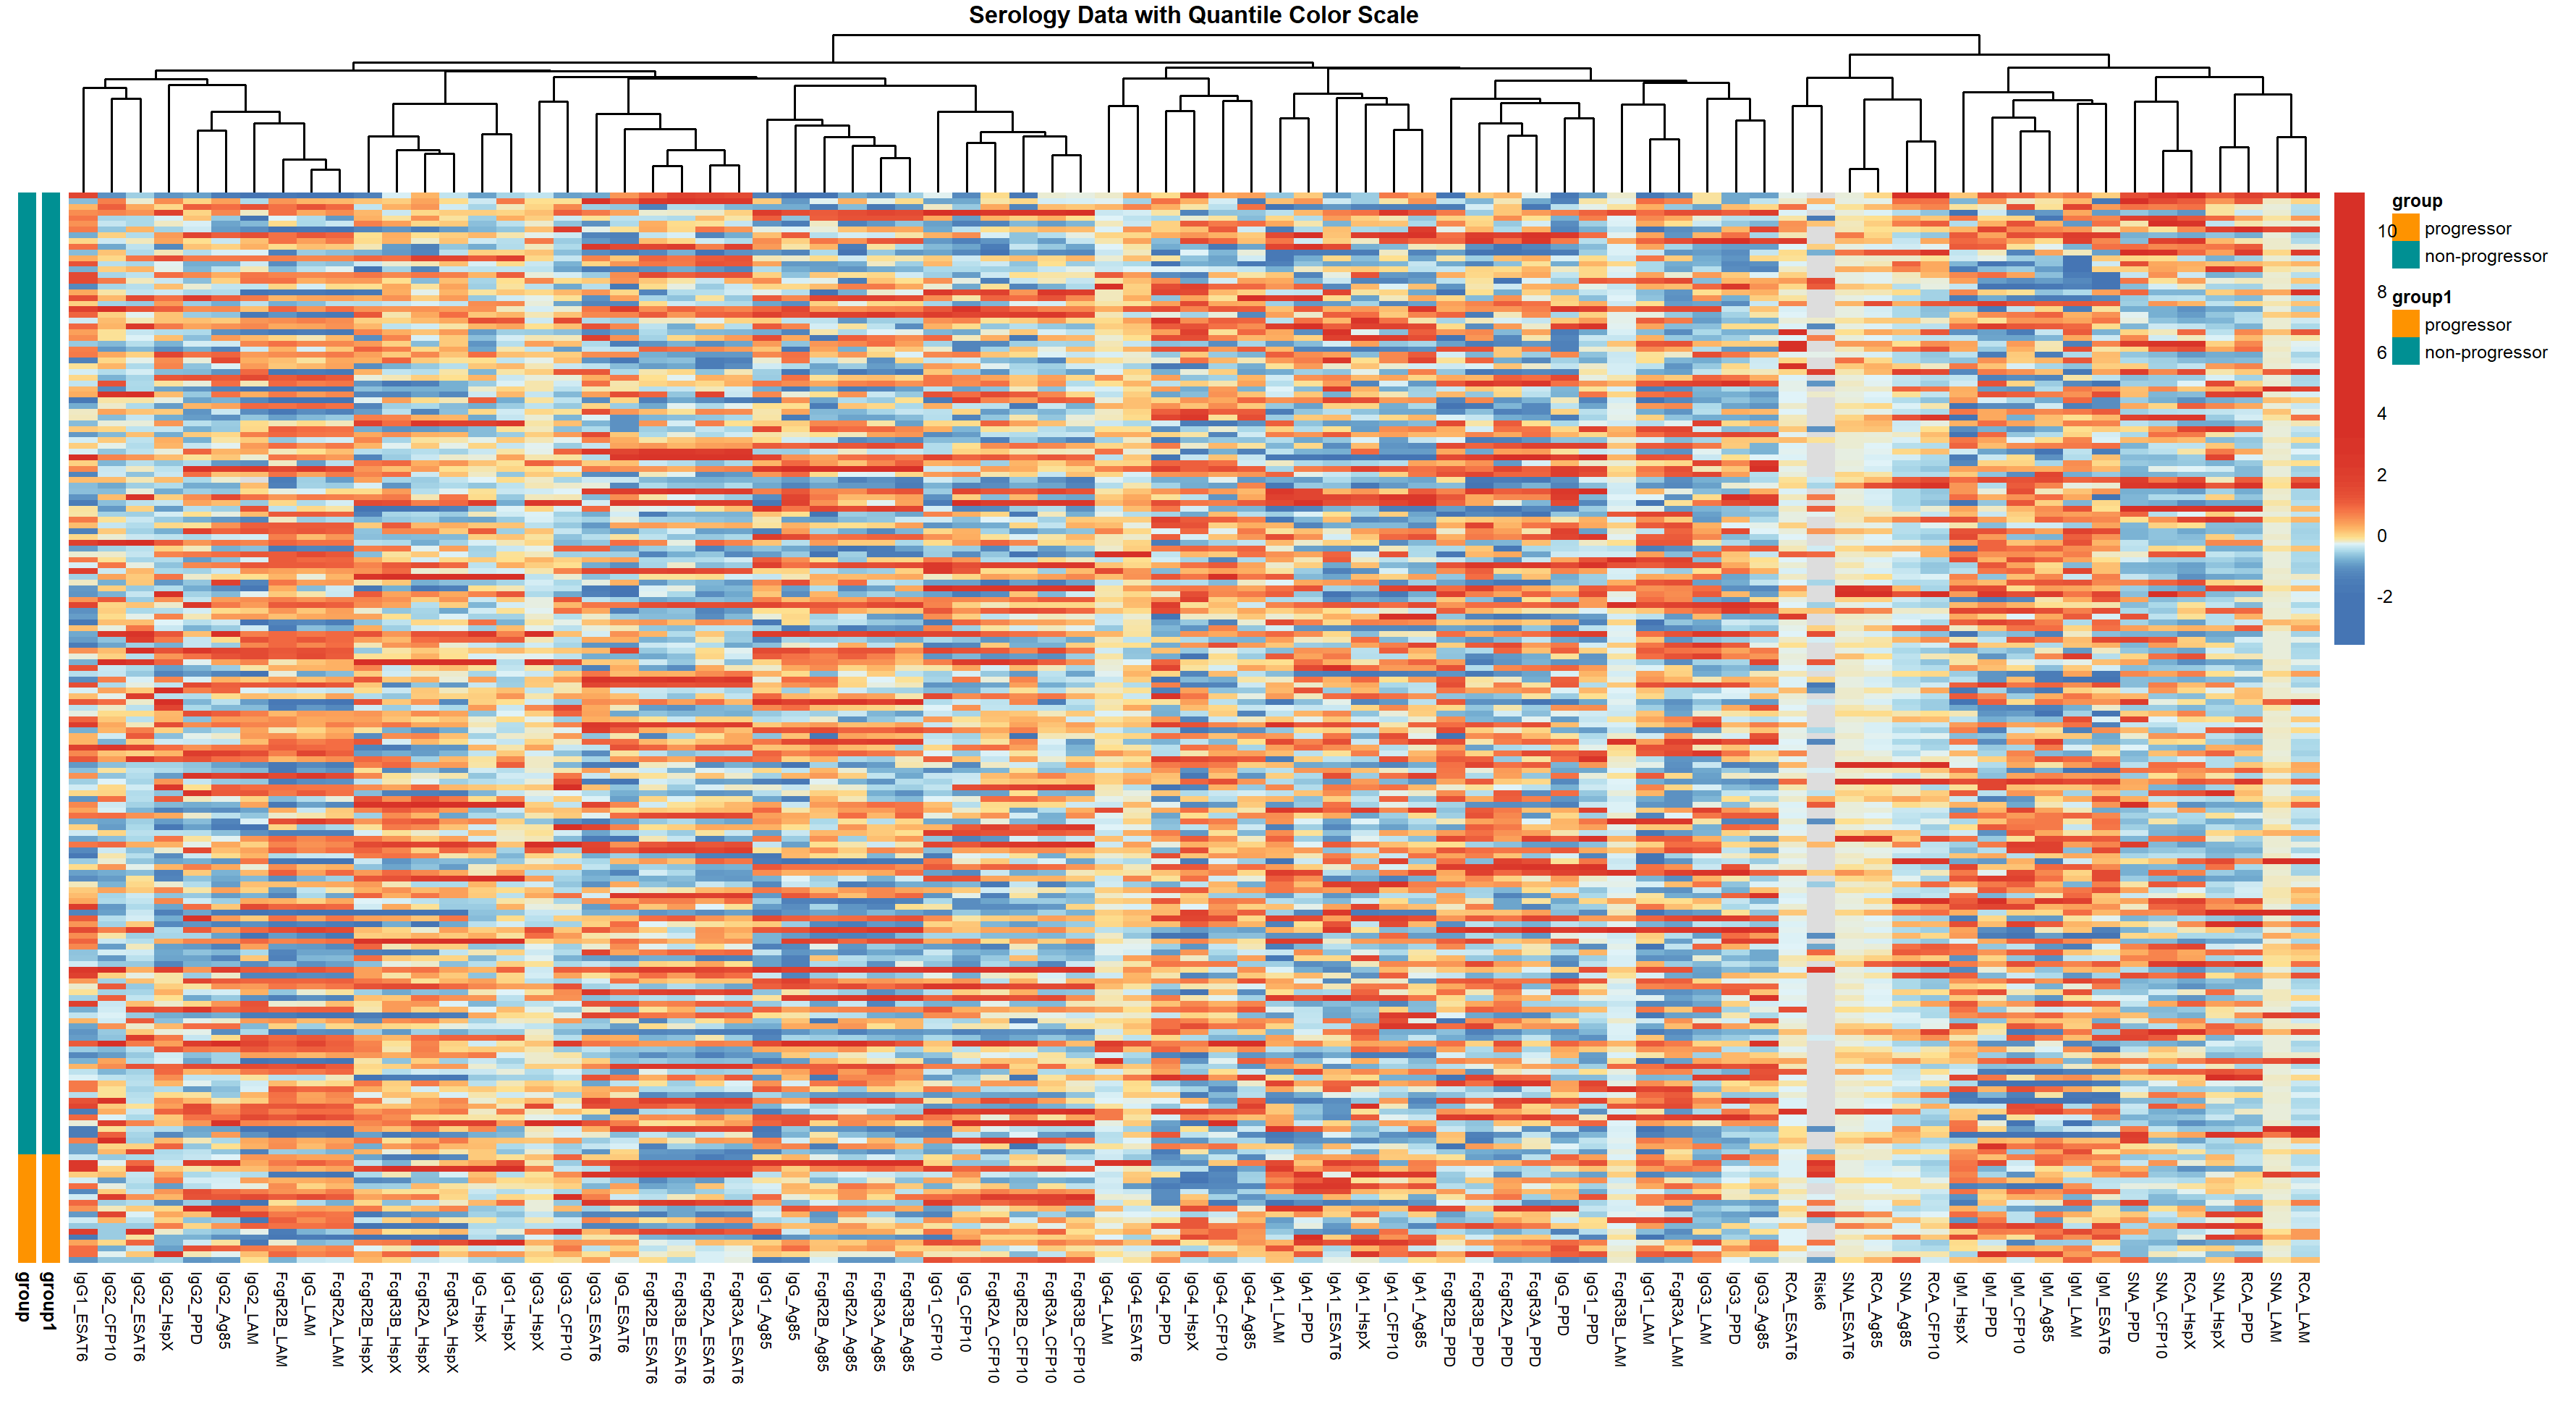 Serology Data with Quantile Color Scale
group
progressor
non-progressor
group1
progressor
non-progressor
10
8
6
4
2
0
-2
group
group1
IgG1_ESAT6
IgG2_CFP10
IgG2_ESAT6
IgG2_HspX
IgG2_PPD
IgG2_Ag85
IgG2_LAM
FcgR2B_LAM
IgG_LAM
FcgR2A_LAM
FcgR2B_HspX
FcgR3B_HspX
FcgR2A_HspX
FcgR3A_HspX
IgG_HspX
IgG1_HspX
IgG3_HspX
IgG3_CFP10
IgG3_ESAT6
IgG_ESAT6
FcgR2B_ESAT6
FcgR3B_ESAT6
FcgR2A_ESAT6
FcgR3A_ESAT6
IgG1_Ag85
IgG_Ag85
FcgR2B_Ag85
FcgR2A_Ag85
FcgR3A_Ag85
FcgR3B_Ag85
IgG1_CFP10
IgG_CFP10
FcgR2A_CFP10
FcgR2B_CFP10
FcgR3A_CFP10
FcgR3B_CFP10
IgG4_LAM
IgG4_ESAT6
IgG4_PPD
IgG4_HspX
IgG4_CFP10
IgG4_Ag85
IgA1_LAM
IgA1_PPD
IgA1_ESAT6
IgA1_HspX
IgA1_CFP10
IgA1_Ag85
FcgR2B_PPD
FcgR3B_PPD
FcgR2A_PPD
FcgR3A_PPD
IgG_PPD
IgG1_PPD
FcgR3B_LAM
IgG1_LAM
FcgR3A_LAM
IgG3_LAM
IgG3_PPD
IgG3_Ag85
RCA_ESAT6
Risk6
SNA_ESAT6
RCA_Ag85
SNA_Ag85
RCA_CFP10
IgM_HspX
IgM_PPD
IgM_CFP10
IgM_Ag85
IgM_LAM
IgM_ESAT6
SNA_PPD
SNA_CFP10
RCA_HspX
SNA_HspX
RCA_PPD
SNA_LAM
RCA_LAM